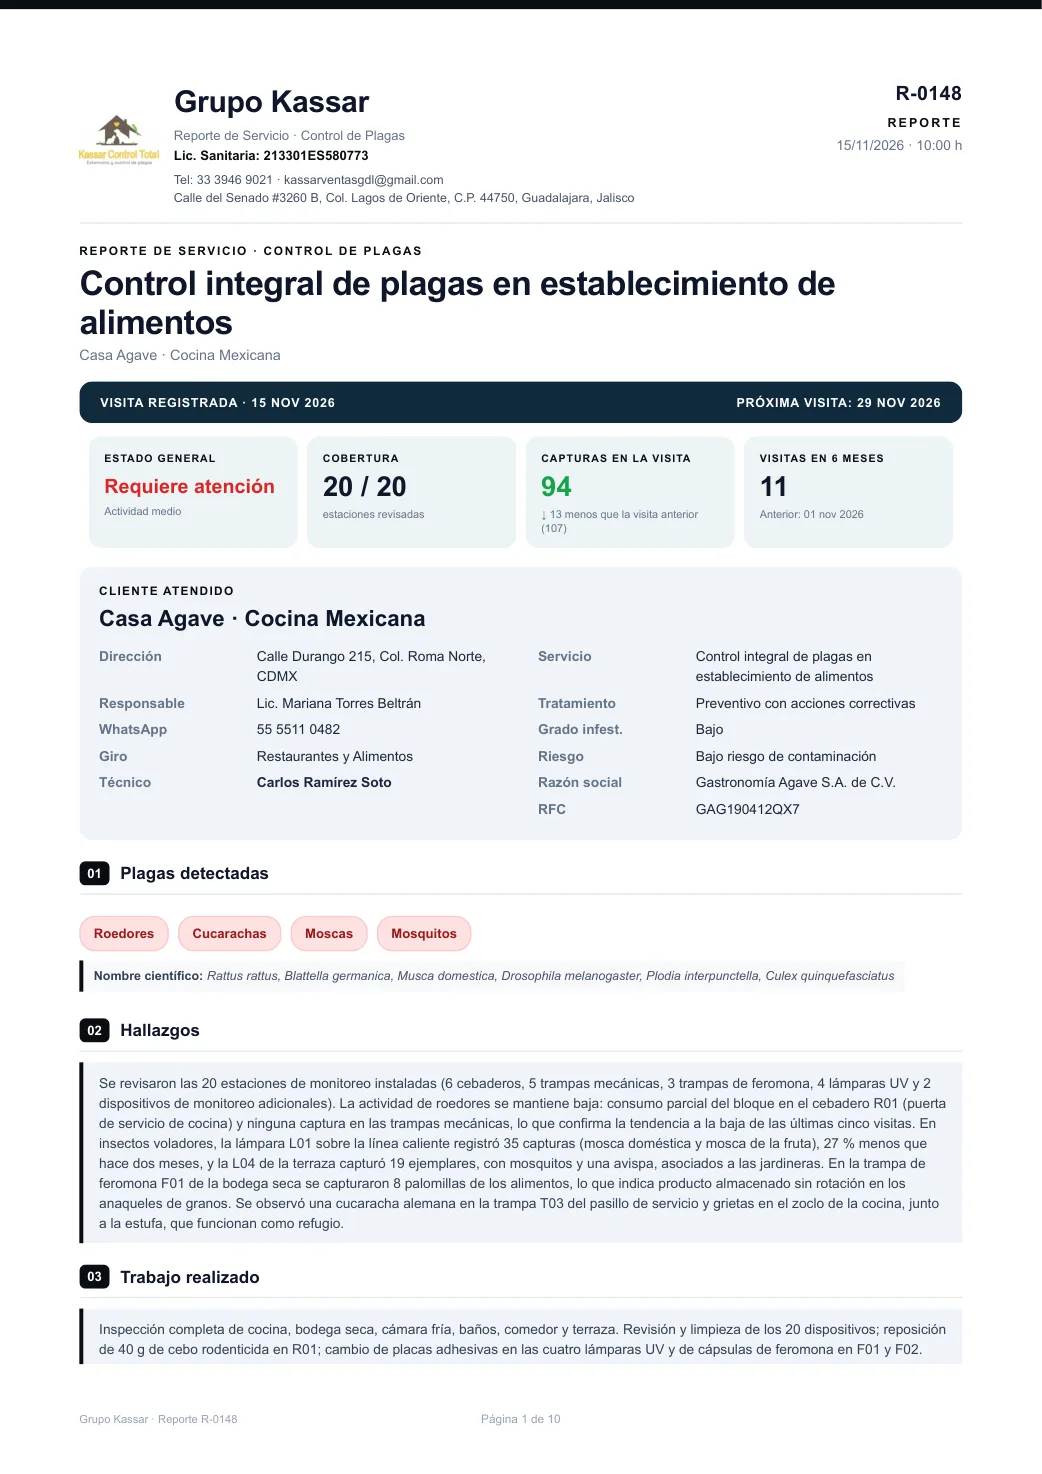 Grupo Kassar
Reporte de Servicio · Control de Plagas
Lic. Sanitaria: 213301ES580773
Tel: 33 3946 9021 · kassarventasgdl@gmail.com
Calle del Senado #3260 B, Col. Lagos de Oriente, C.P. 44750, Guadalajara, Jalisco
Kassar Control Total
Exterminio y control de plagas
R-0148
REPORTE
15/11/2026 · 10:00 h
REPORTE DE SERVICIO · CONTROL DE PLAGAS
Control integral de plagas en establecimiento de
alimentos
Casa Agave · Cocina Mexicana
VISITA REGISTRADA · 15 NOV 2026
PRÓXIMA VISITA: 29 NOV 2026
ESTADO GENERAL
Requiere atención
Actividad medio
COBERTURA
20 / 20
estaciones revisadas
CAPTURAS EN LA VISITA
94
↓ 13 menos que la visita anterior
(107)
VISITAS EN 6 MESES
11
Anterior: 01 nov 2026
CLIENTE ATENDIDO
Casa Agave · Cocina Mexicana
Dirección Calle Durango 215, Col. Roma Norte,
CDMX
Responsable Lic. Mariana Torres Beltrán
WhatsApp 55 5511 0482
Giro Restaurantes y Alimentos
Técnico Carlos Ramírez Soto
Servicio Control integral de plagas en
establecimiento de alimentos
Tratamiento Preventivo con acciones correctivas
Grado infest. Bajo
Riesgo Bajo riesgo de contaminación
Razón social Gastronomía Agave S.A. de C.V.
RFC GAG190412QX7
01 Plagas detectadas
Roedores Cucarachas Moscas Mosquitos
Nombre científico: Rattus rattus, Blattella germanica, Musca domestica, Drosophila melanogaster, Plodia interpunctella, Culex quinquefasciatus
02 Hallazgos
Se revisaron las 20 estaciones de monitoreo instaladas (6 cebaderos, 5 trampas mecánicas, 3 trampas de feromona, 4 lámparas UV y 2
dispositivos de monitoreo adicionales). La actividad de roedores se mantiene baja: consumo parcial del bloque en el cebadero R01 (puerta
de servicio de cocina) y ninguna captura en las trampas mecánicas, lo que confirma la tendencia a la baja de las últimas cinco visitas. En
insectos voladores, la lámpara L01 sobre la línea caliente registró 35 capturas (mosca doméstica y mosca de la fruta), 27 % menos que
hace dos meses, y la L04 de la terraza capturó 19 ejemplares, con mosquitos y una avispa, asociados a las jardineras. En la trampa de
feromona F01 de la bodega seca se capturaron 8 palomillas de los alimentos, lo que indica producto almacenado sin rotación en los
anaqueles de granos. Se observó una cucaracha alemana en la trampa T03 del pasillo de servicio y grietas en el zoclo de la cocina, junto
a la estufa, que funcionan como refugio.
03 Trabajo realizado
Inspección completa de cocina, bodega seca, cámara fría, baños, comedor y terraza. Revisión y limpieza de los 20 dispositivos; reposición
de 40 g de cebo rodenticida en R01; cambio de placas adhesivas en las cuatro lámparas UV y de cápsulas de feromona en F01 y F02.
Grupo Kassar · Reporte R-0148
Página 1 de 10